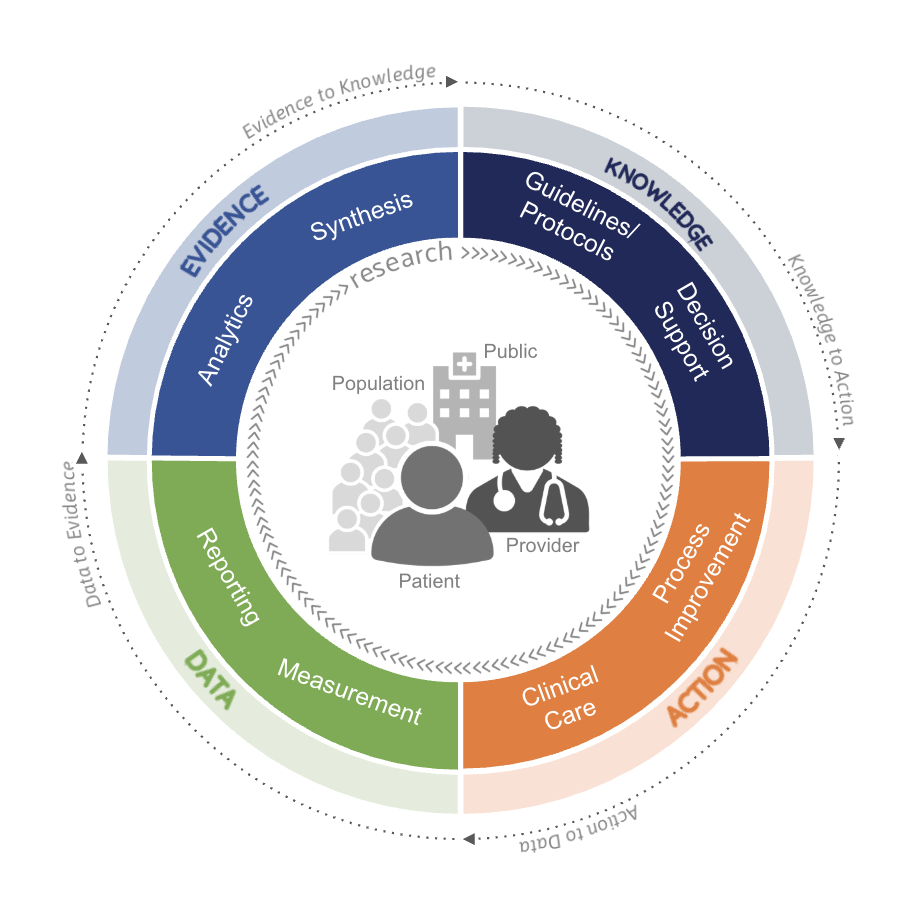 Evidence to Knowledge
Knowledge to Action
Action to Data
Data to Evidence
EVIDENCE
Analytics
Synthesis
KNOWLEDGE
Guidelines/
Protocols
Decision
Support
ACTION
Process
Improvement
Clinical
Care
DATA
Measurement
Reporting
research
Public
Population
Provider
Patient